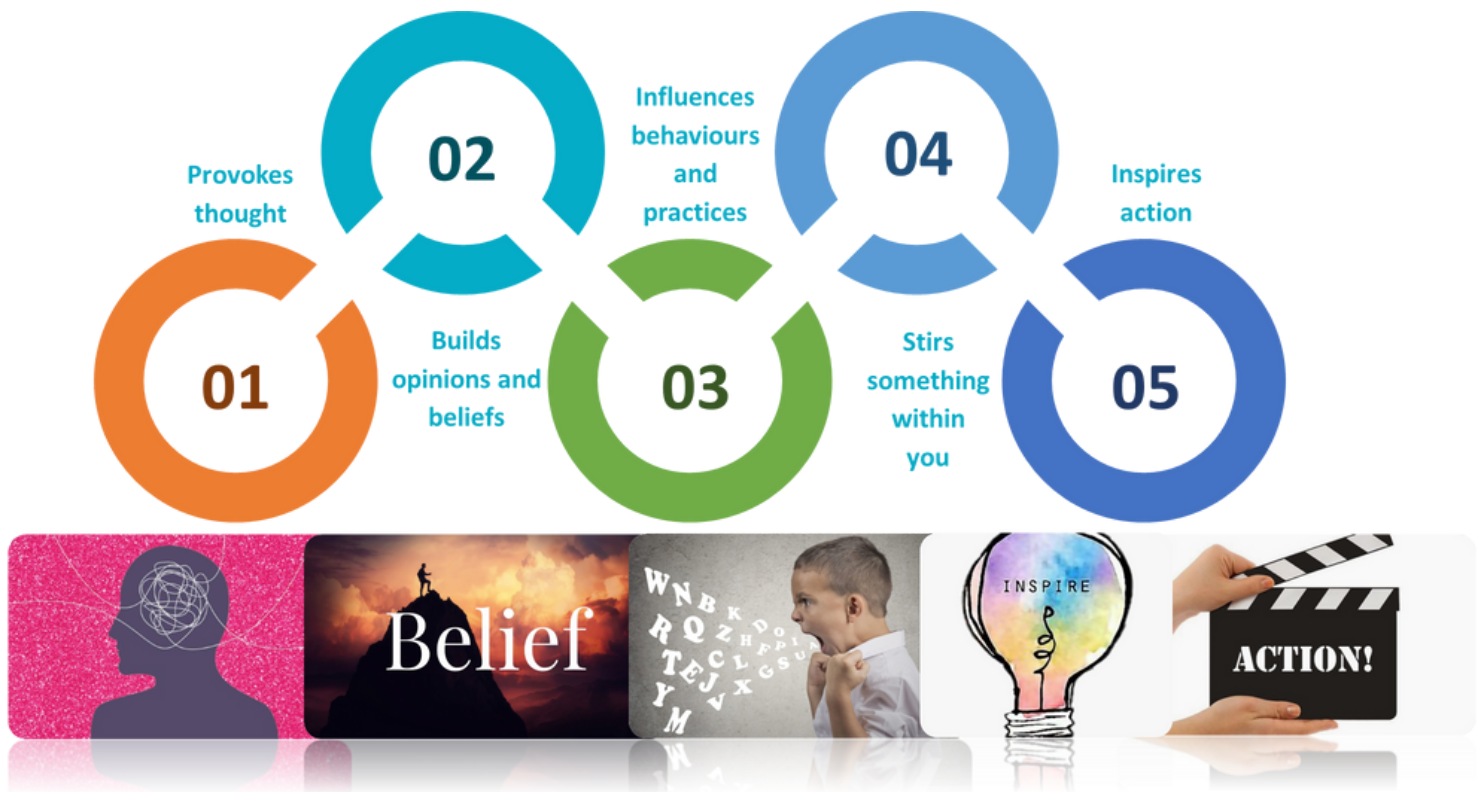 01
Provokes
thought
02
Builds
opinions and
beliefs
03
Influences
behaviours
and
practices
04
Stirs
something
within
you
05
Inspires
action
Belief
W N B K D O I
R Q Z H F P U A
T E C L G S
Y J X
M V
INSPIRE
ACTION!